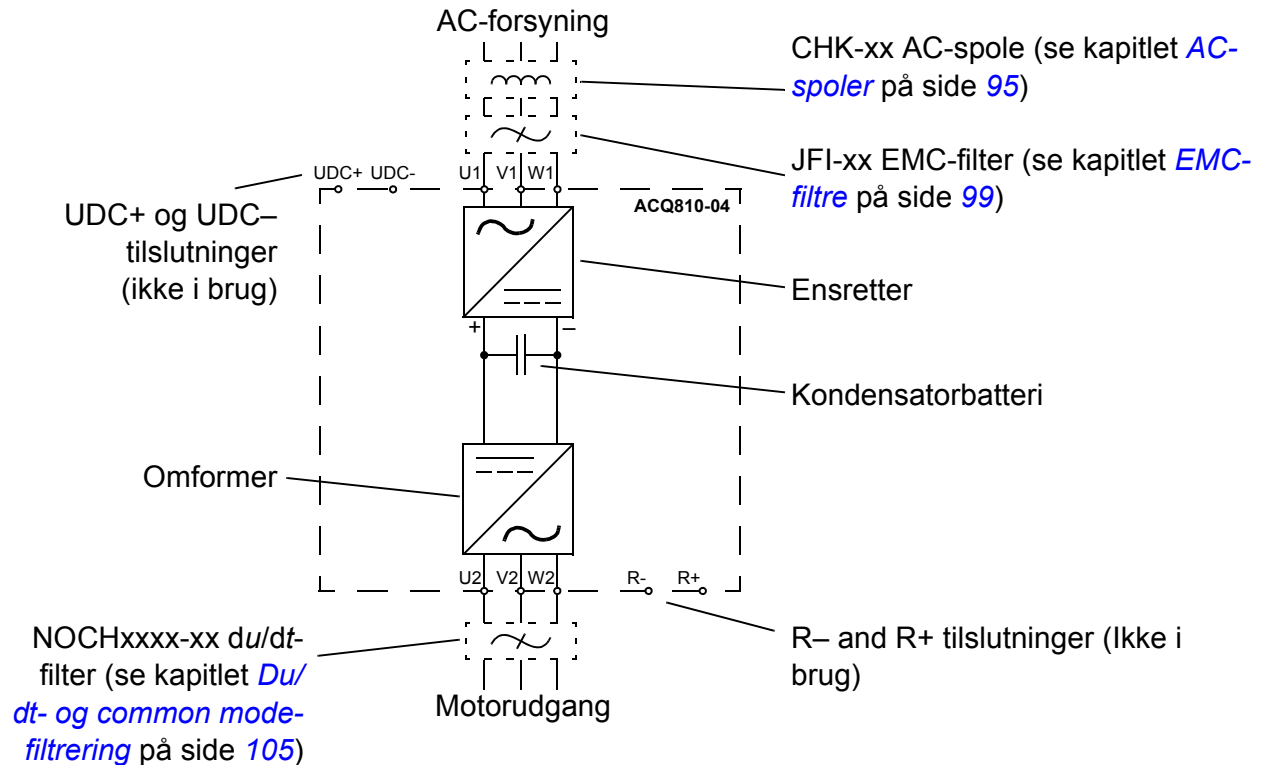 AC-forsyning
CHK-xx AC-spole (se kapitlet AC-
spoler på side 95)
JFI-xx EMC-filter (se kapitlet EMC-
filtre på side 99)
UDC+ UDC-
U1 V1 W1
ACQ810-04
UDC+ og UDC–
tilslutninger
(ikke i brug)
Ensretter
+ –
Kondensatorbatteri
Omformer
U2 V2 W2
R- R+
NOCHxxxx-xx du/dt-
filter (se kapitlet Du/
dt- og common mode-
filtrering på side 105)
R– and R+ tilslutninger (Ikke i
brug)
Motorudgang